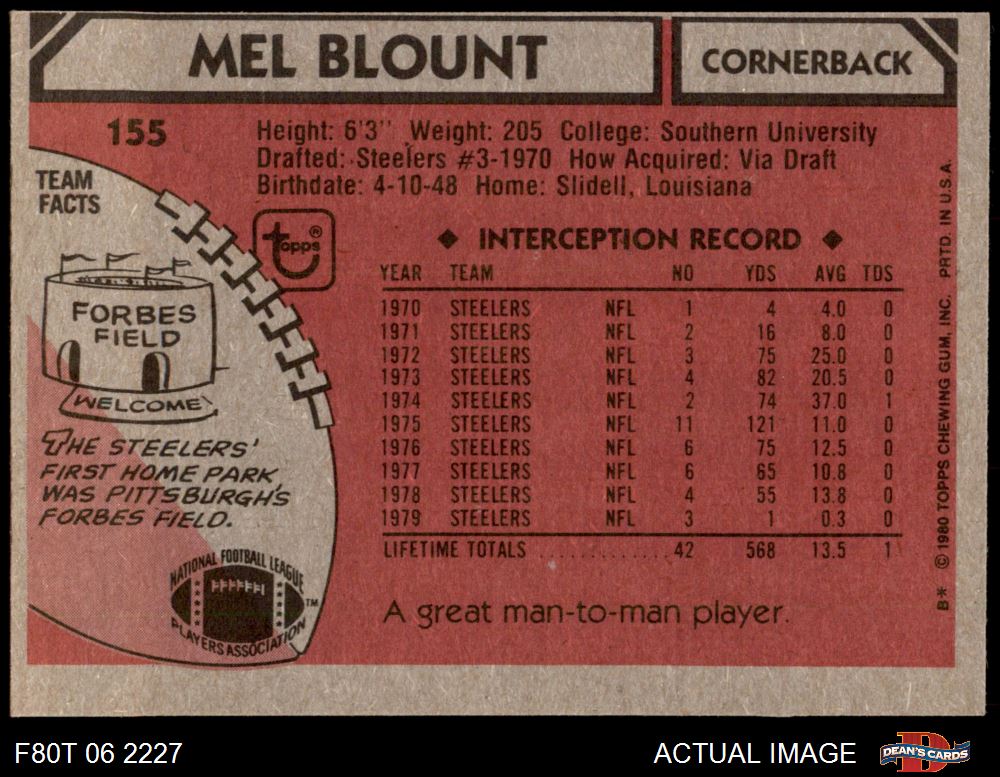 MEL BLOUNT
CORNERBACK
155
Height: 6'3" Weight: 205 College: Southern University
Drafted: Steelers #3-1970 How Acquired: Via Draft
Birthdate: 4-10-48 Home: Slidell, Louisiana
TEAM
FACTS
FORBES
FIELD
WELCOME
THE STEELERS'
FIRST HOME PARK
WAS PITTSBURGH'S
FORBES FIELD.
NATIONAL FOOTBALL LEAGUE
PLAYERS ASSOCIATION
TM
topps®
◆ INTERCEPTION RECORD ◆
YEAR TEAM NO YDS AVG TDS
1970 STEELERS NFL 1 4 4.0 0
1971 STEELERS NFL 2 16 8.0 0
1972 STEELERS NFL 3 75 25.0 0
1973 STEELERS NFL 4 82 20.5 0
1974 STEELERS NFL 2 74 37.0 1
1975 STEELERS NFL 11 121 11.0 0
1976 STEELERS NFL 6 75 12.5 0
1977 STEELERS NFL 6 65 10.8 0
1978 STEELERS NFL 4 55 13.8 0
1979 STEELERS NFL 3 1 0.3 0
LIFETIME TOTALS ............ 42 568 13.5 1
A great man-to-man player.
B* © 1980 TOPPS CHEWING GUM, INC. PRTD. IN U.S.A.
F80T 06 2227
ACTUAL IMAGE
DEAN'S CARDS